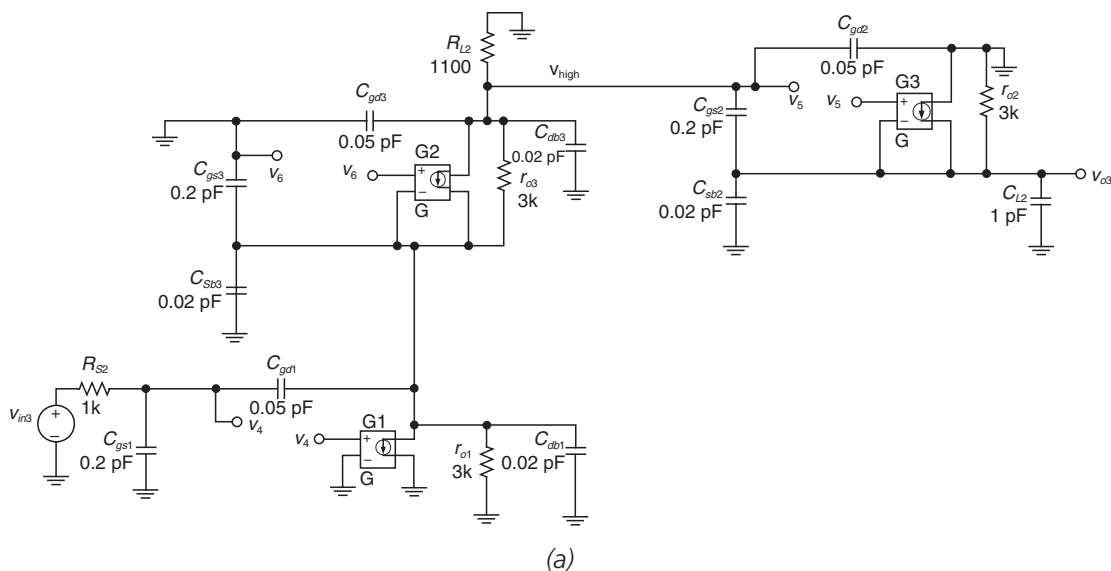 R_L2
1100
C_gd2
0.05 pF
v_high
G3
r_o2
3k
v_5
v_5
C_gs2
0.2 pF
G
C_gd3
0.05 pF
C_db3
0.02 pF
G2
v_6
v_6
r_o3
3k
G
C_gs3
0.2 pF
C_sb2
0.02 pF
C_L2
1 pF
v_o3
C_Sb3
0.02 pF
R_S2
1k
C_gd1
0.05 pF
v_in3
v_4
C_gs1
0.2 pF
G1
v_4
G
r_o1
3k
C_db1
0.02 pF
(a)